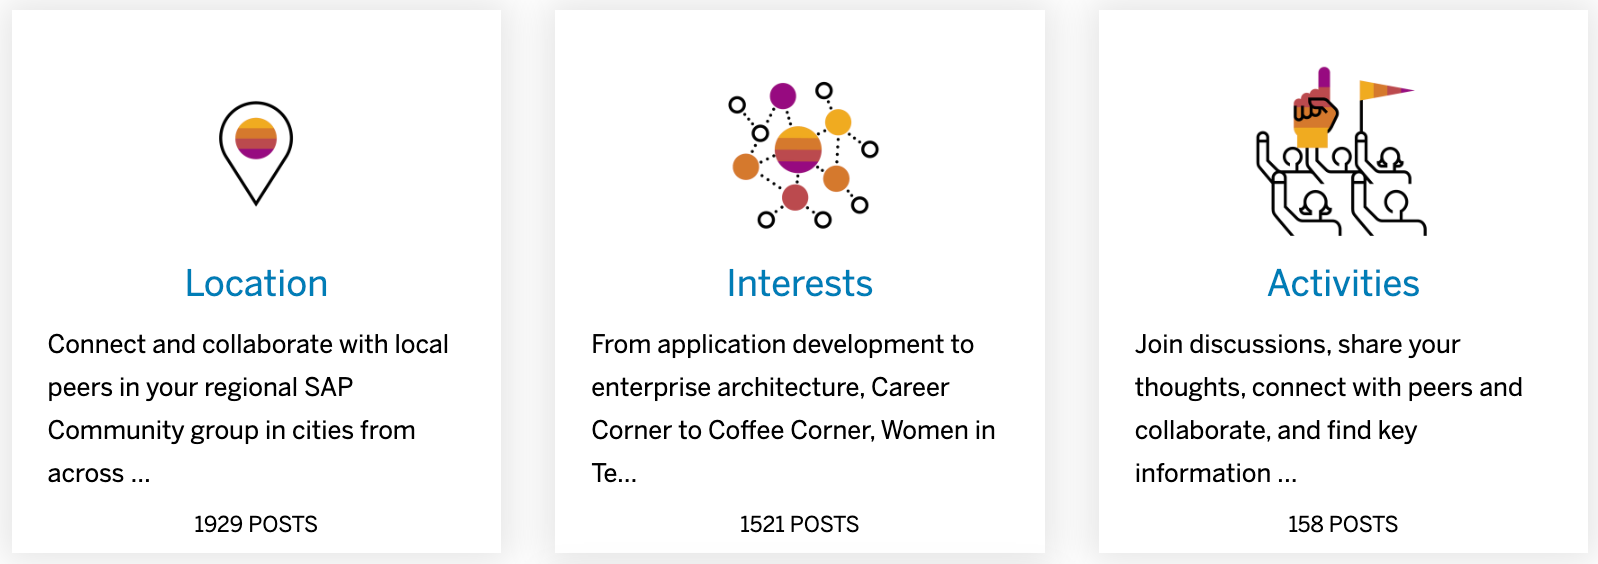 Location
Connect and collaborate with local
peers in your regional SAP
Community group in cities from
across ...
1929 POSTS
Interests
From application development to
enterprise architecture, Career
Corner to Coffee Corner, Women in
Te...
1521 POSTS
Activities
Join discussions, share your
thoughts, connect with peers and
collaborate, and find key
information ...
158 POSTS